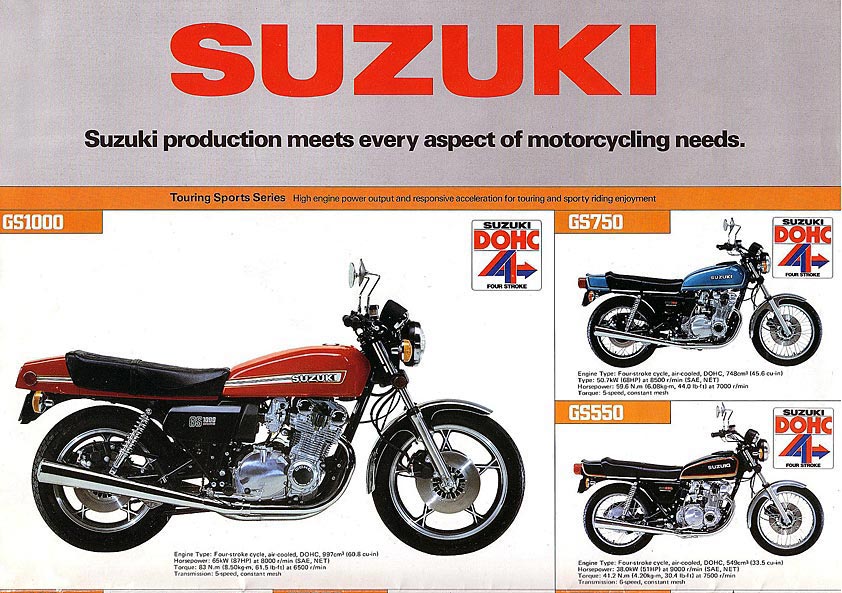 SUZUKI
Suzuki production meets every aspect of motorcycling needs.
Touring Sports Series High engine power output and responsive acceleration for touring and sporty riding enjoyment
GS1000
SUZUKI
DOHC
4
FOUR STROKE
SUZUKI
GS 1000
Engine Type: Four-stroke cycle, air-cooled, DOHC, 997cm³ (60.8 cu-in)
Horsepower: 65kW (87HP) at 8000 r/min (SAE, NET)
Torque: 83 N.m (8.50kg-m, 61.5 lb-ft) at 6500 r/min
Transmission: 5-speed, constant mesh
GS750
SUZUKI
DOHC
4
FOUR STROKE
SUZUKI
Engine Type: Four-stroke cycle, air-cooled, DOHC, 748cm³ (45.6 cu-in)
Type: 50.7kW (68HP) at 8500 r/min (SAE, NET)
Horsepower: 59.6 N.m (6.08kg-m, 44.0 lb-ft) at 7000 r/min
Torque: 5-speed, constant mesh
GS550
SUZUKI
DOHC
4
FOUR STROKE
SUZUKI
Engine Type: Four-stroke cycle, air-cooled, DOHC, 549cm³ (33.5 cu-in)
Horsepower: 38.0kW (51HP) at 9000 r/min (SAE, NET)
Torque: 41.2 N.m (4.20kg-m, 30.4 lb-ft) at 7500 r/min
Transmission: 6-speed, constant mesh